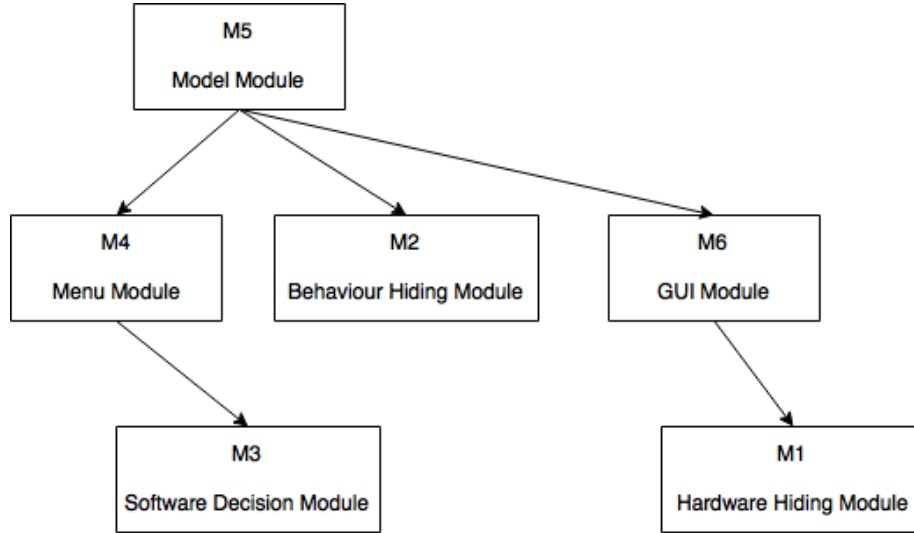 M5
Model Module
M4
Menu Module
M2
Behaviour Hiding Module
M6
GUI Module
M3
Software Decision Module
M1
Hardware Hiding Module